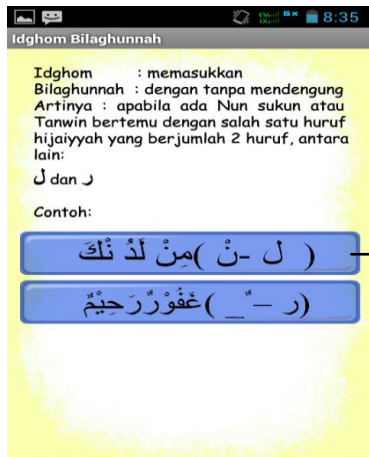 8:35
Idghom Bilaghunnah
Idghom : memasukkan
Bilaghunnah : dengan tanpa mendengung
Artinya : apabila ada Nun sukun atau
Tanwin bertemu dengan salah satu huruf
hijaiyyah yang berjumlah 2 huruf, antara
lain:
ل dan ر
Contoh:
( ل -نْ )مِنْ لَدُ نْكَ
(ر – ـٌ )غَفُوْرٌرَحِيْمٌ